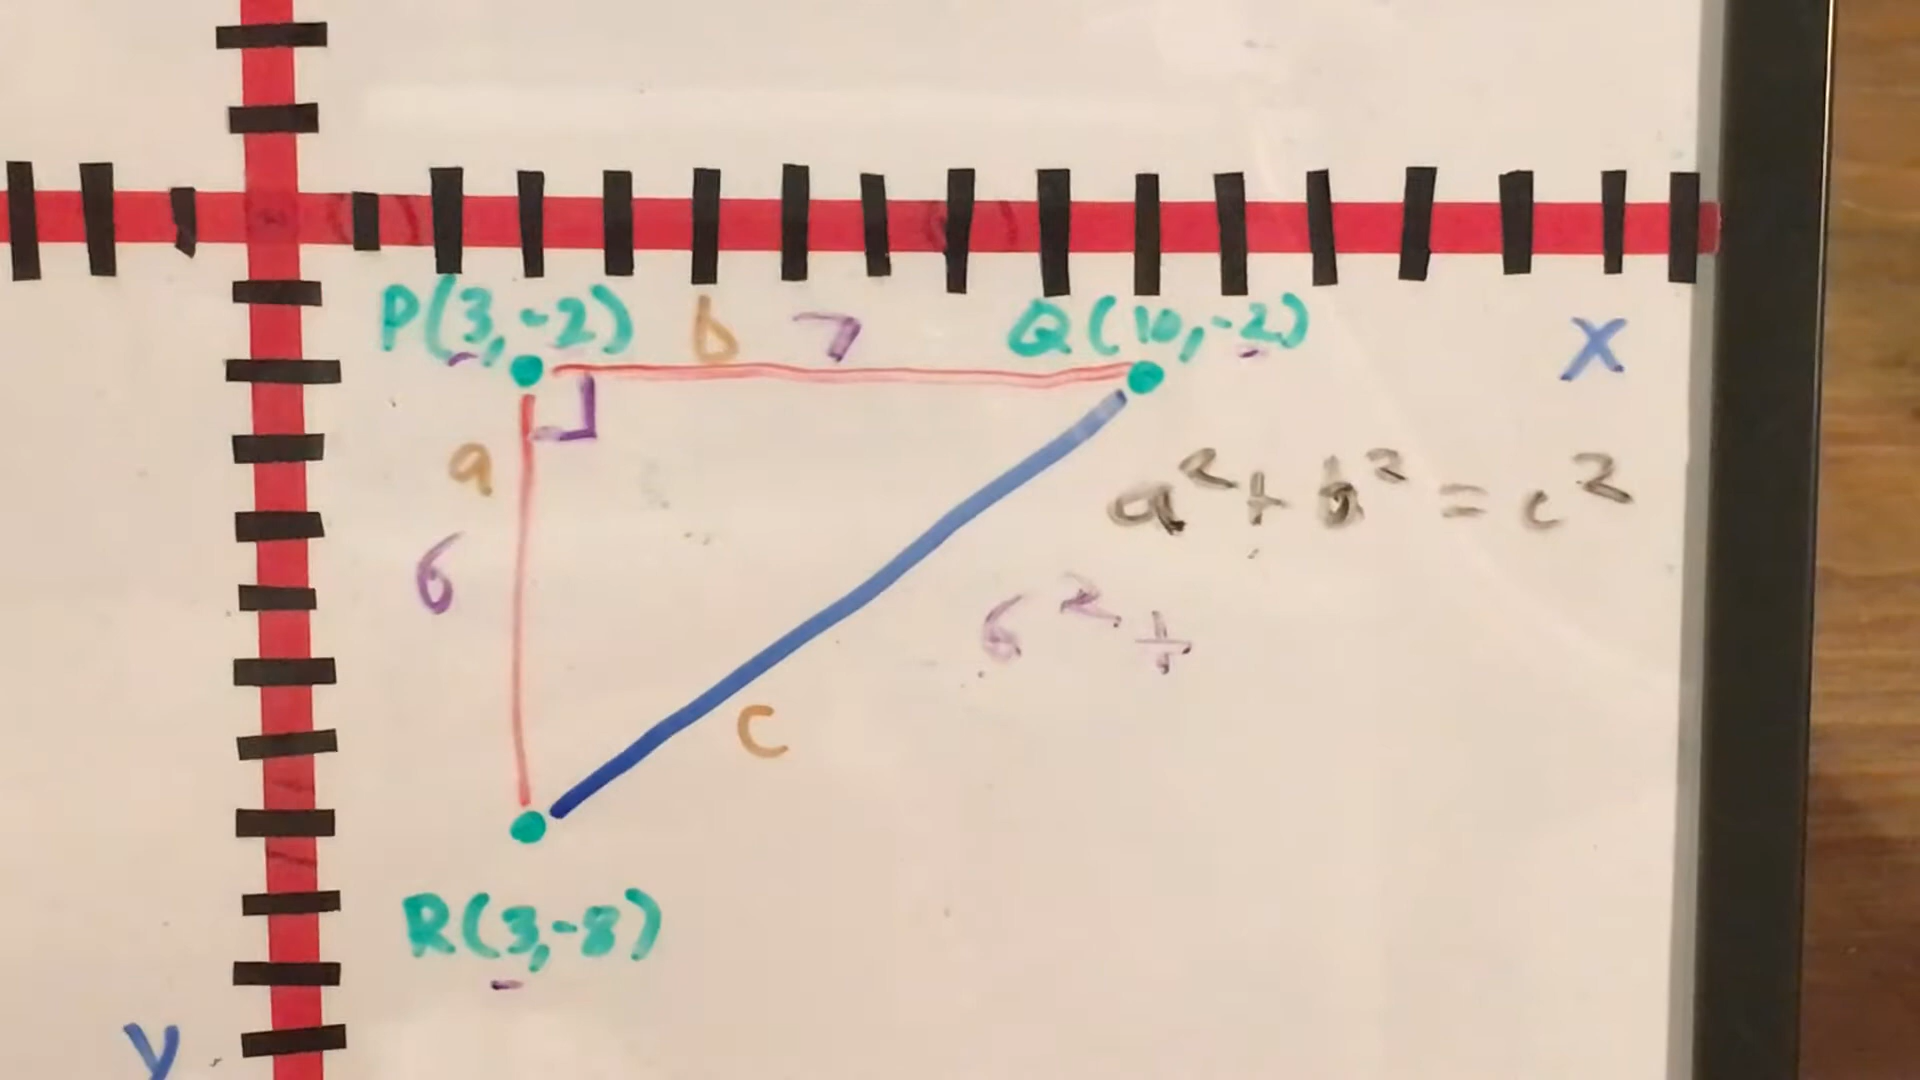 P(3,-2) b 7 Q(10,-2)
x
a
a² + b² = c²
6
6² +
c
R(3,-8)
y